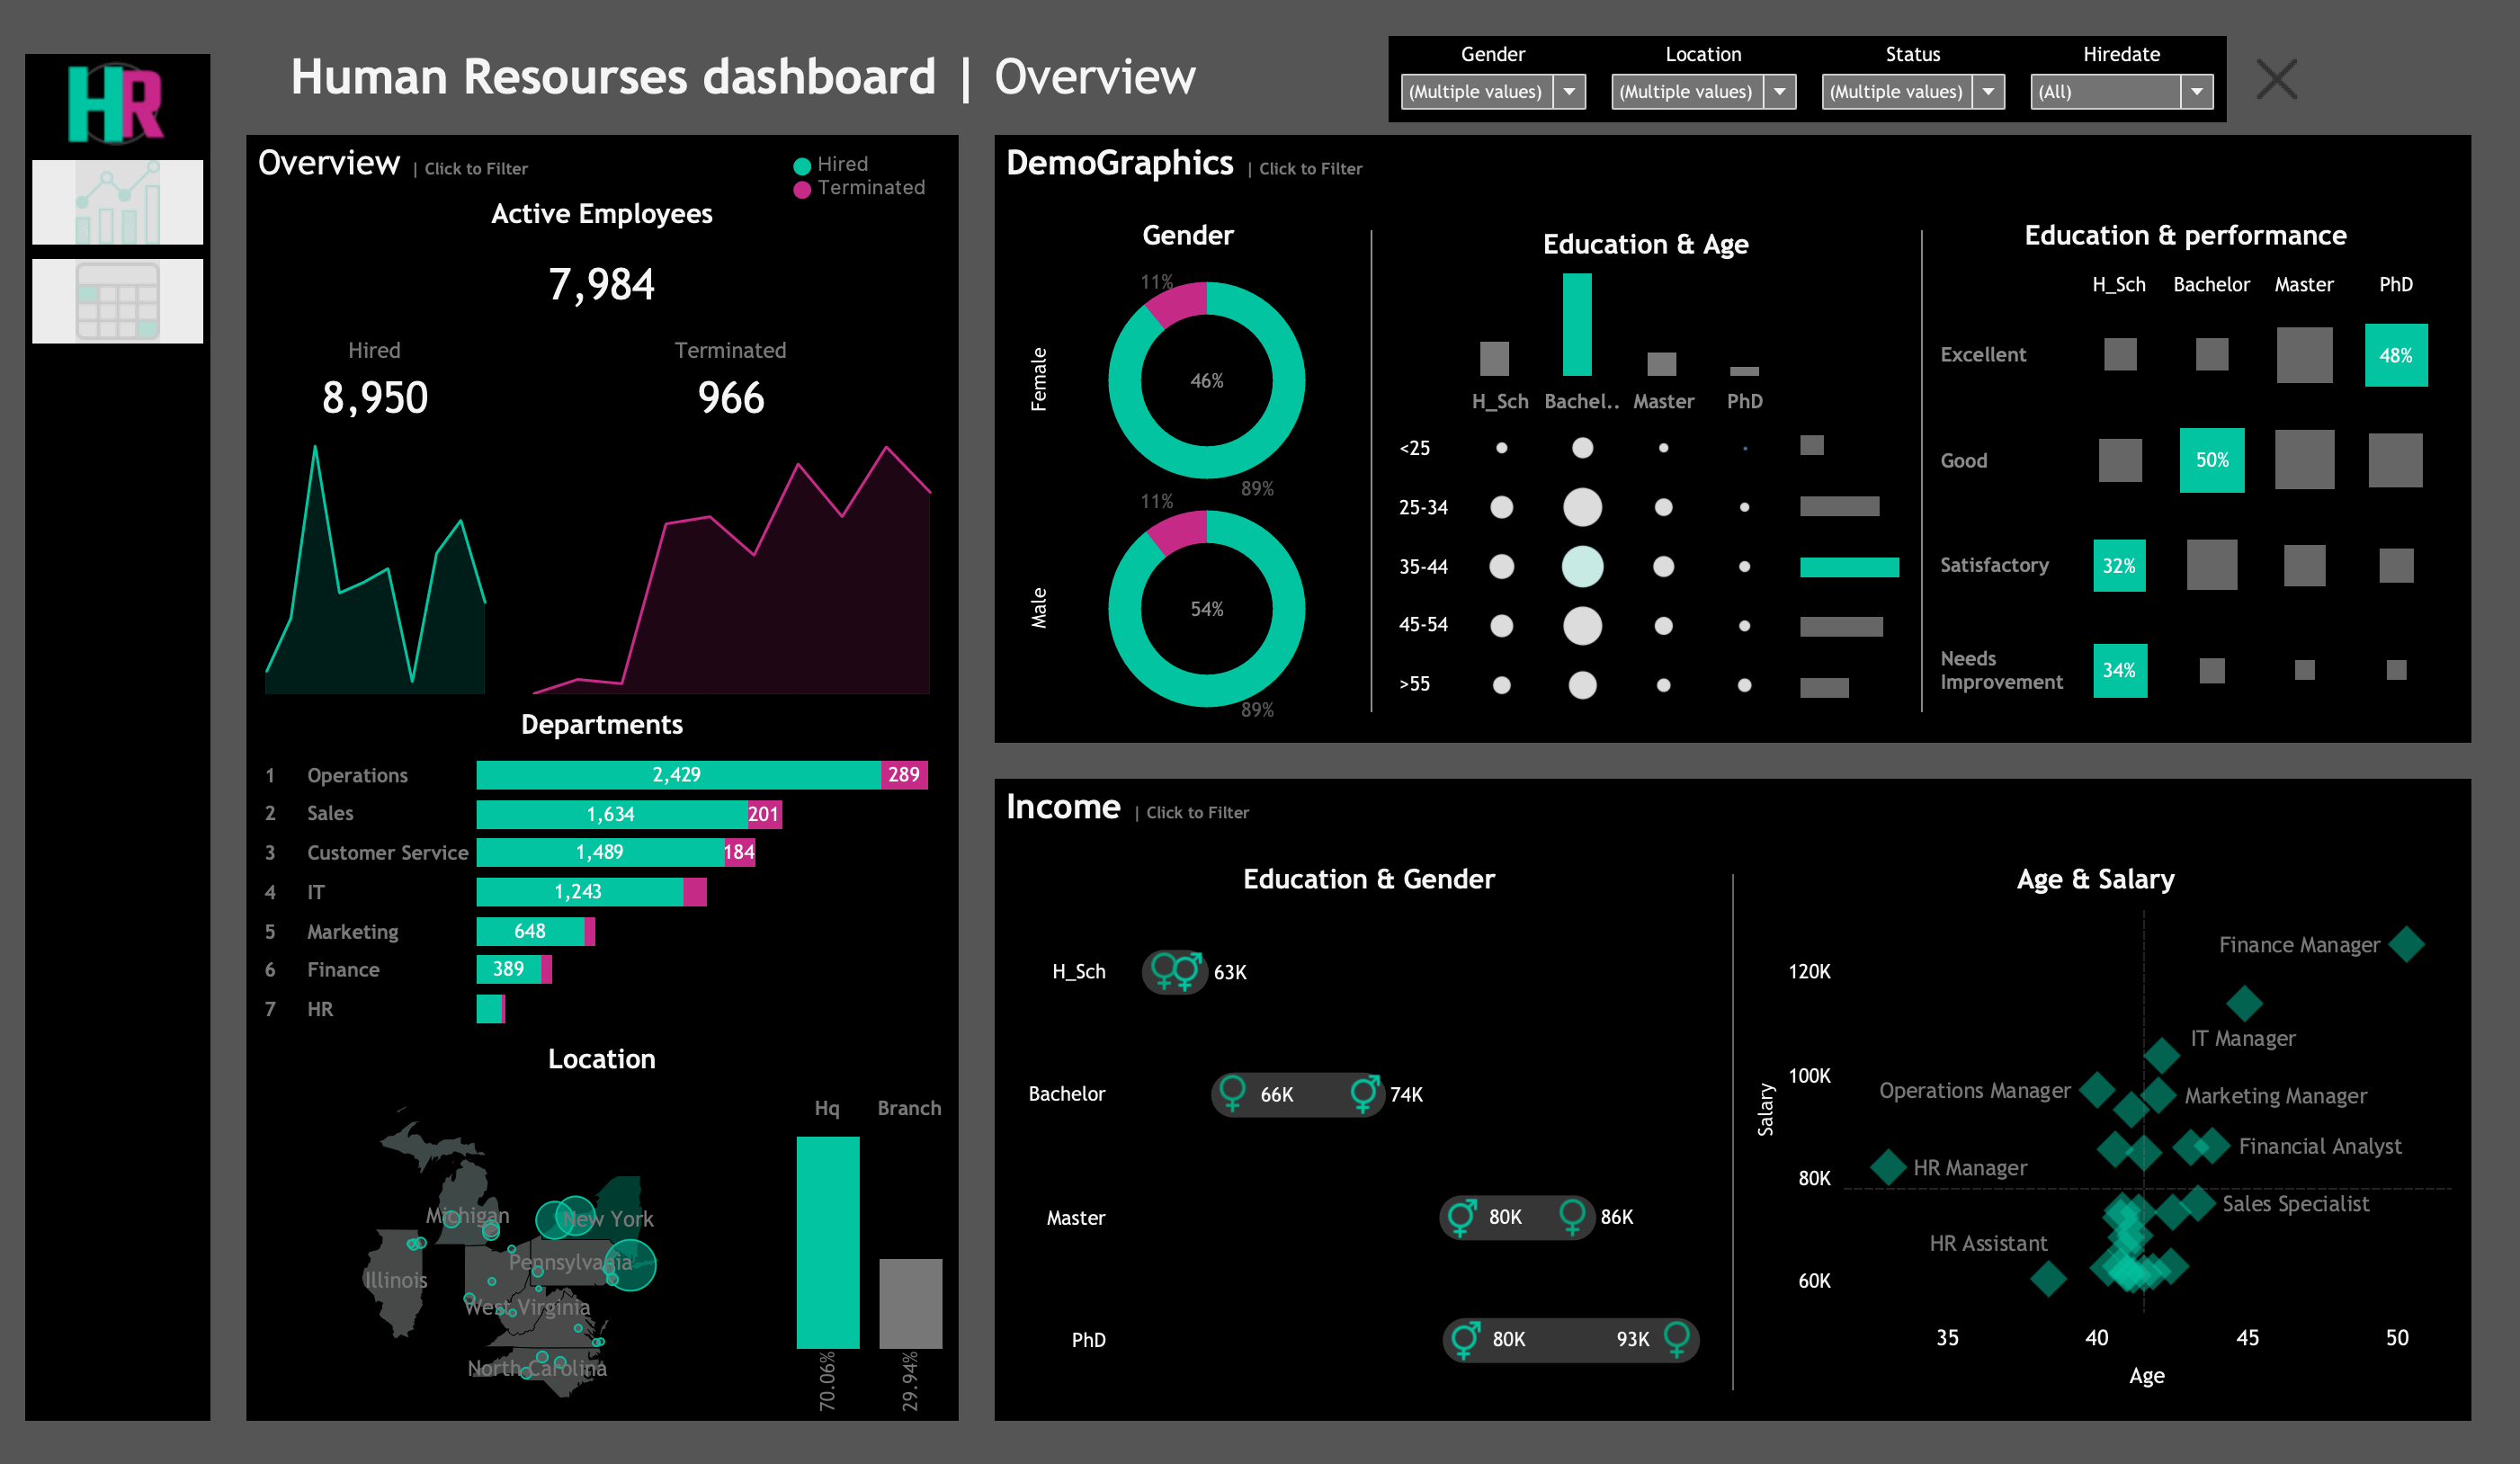 HR
Human Resourses dashboard | Overview
Gender
Location
Status
Hiredate
(Multiple values)
(Multiple values)
(Multiple values)
(All)
Overview | Click to Filter
Hired
Terminated
Active Employees
7,984
Hired
Terminated
8,950
966
Departments
1 Operations 2,429 289
2 Sales 1,634 201
3 Customer Service 1,489 184
4 IT 1,243
5 Marketing 648
6 Finance 389
7 HR
Location
Michigan
New York
Pennsylvania
Illinois
West Virginia
North Carolina
Hq
Branch
70.06%
29.94%
DemoGraphics | Click to Filter
Gender
Female
11%
46%
89%
Male
11%
54%
89%
Education & Age
H_Sch Bachel.. Master PhD
<25
25-34
35-44
45-54
>55
Education & performance
H_Sch Bachelor Master PhD
Excellent 48%
Good 50%
Satisfactory 32%
Needs
Improvement
34%
Income | Click to Filter
Education & Gender
H_Sch 63K
Bachelor 66K 74K
Master 80K 86K
PhD 80K 93K
Age & Salary
Salary
120K
100K
80K
60K
Finance Manager
IT Manager
Operations Manager
Marketing Manager
Financial Analyst
HR Manager
Sales Specialist
HR Assistant
35 40 45 50
Age